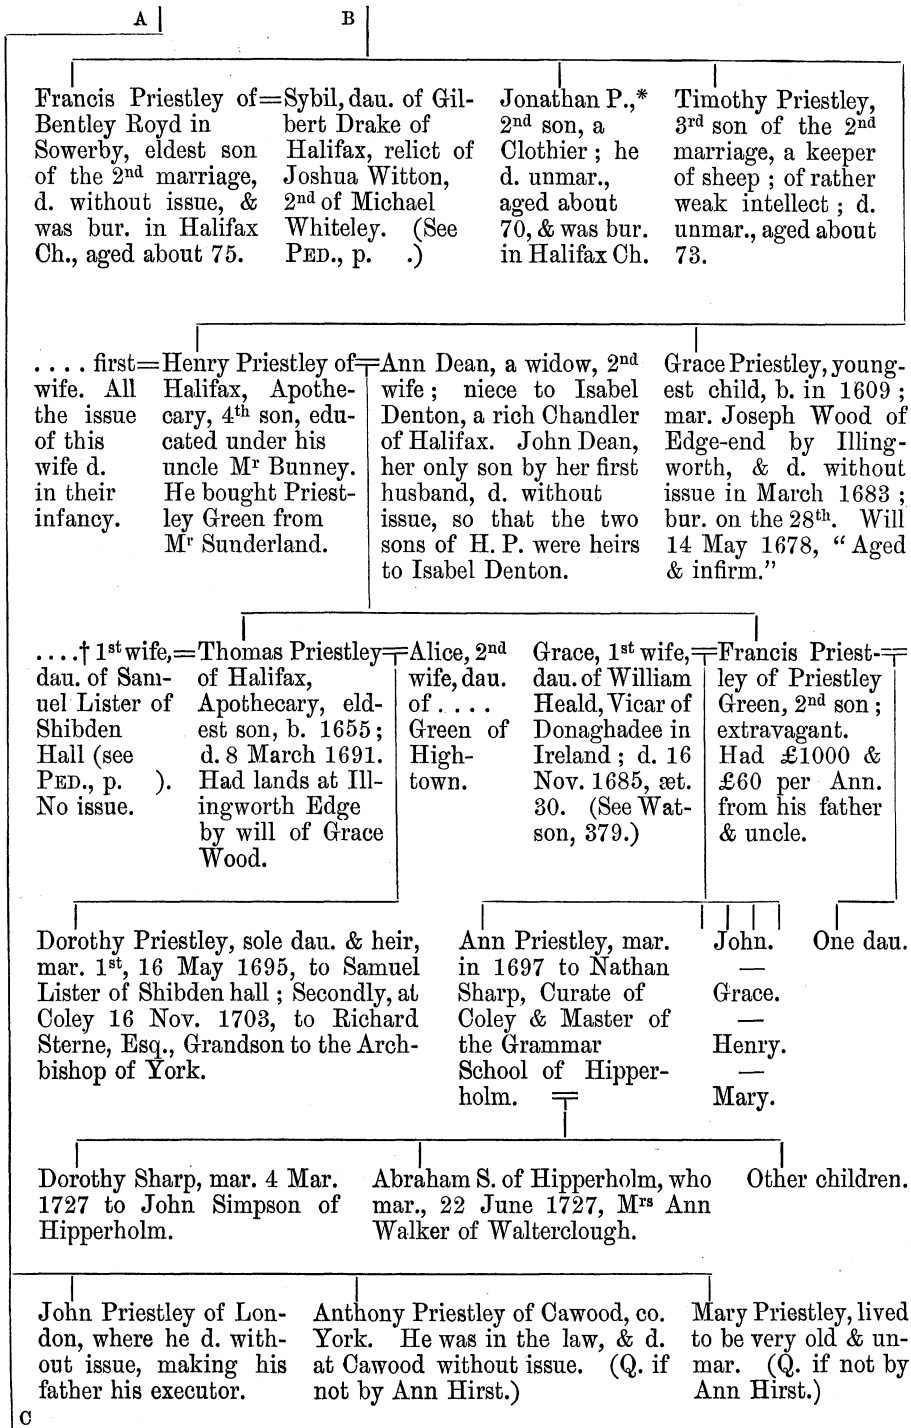 A B
Francis Priestley of=
Bentley Royd in
Sowerby, eldest son
of the 2nd marriage,
d. without issue, &
was bur. in Halifax
Ch., aged about 75.
Sybil, dau. of Gil-
bert Drake of
Halifax, relict of
Joshua Witton,
2nd of Michael
Whiteley. (See
PED., p. .)
Jonathan P.,*
2nd son, a
Clothier ; he
d. unmar.,
aged about
70, & was bur.
in Halifax Ch.
Timothy Priestley,
3rd son of the 2nd
marriage, a keeper
of sheep ; of rather
weak intellect ; d.
unmar., aged about
73.
.... first=
wife. All
the issue
of this
wife d.
in their
infancy.
Henry Priestley of=
Halifax, Apothe-
cary, 4th son, edu-
cated under his
uncle Mr Bunney.
He bought Priest-
ley Green from
Mr Sunderland.
Ann Dean, a widow, 2nd
wife ; niece to Isabel
Denton, a rich Chandler
of Halifax. John Dean,
her only son by her first
husband, d. without
issue, so that the two
sons of H. P. were heirs
to Isabel Denton.
Grace Priestley, young-
est child, b. in 1609 ;
mar. Joseph Wood of
Edge-end by Illing-
worth, & d. without
issue in March 1683 ;
bur. on the 28th. Will
14 May 1678, “ Aged
& infirm.”
....† 1st wife,=
dau. of Sam-
uel Lister of
Shibden
Hall (see
PED., p. ).
No issue.
Thomas Priestley=
of Halifax,
Apothecary, eld-
est son, b. 1655 ;
d. 8 March 1691.
Had lands at Ill-
ingworth Edge
by will of Grace
Wood.
Alice, 2nd
wife, dau.
of ....
Green of
High-
town.
Grace, 1st wife,=
dau. of William
Heald, Vicar of
Donaghadee in
Ireland ; d. 16
Nov. 1685, æt.
30. (See Wat-
son, 379.)
Francis Priest-=
ley of Priestley
Green, 2nd son ;
extravagant.
Had £1000 &
£60 per Ann.
from his father
& uncle.
Dorothy Priestley, sole dau. & heir,
mar. 1st, 16 May 1695, to Samuel
Lister of Shibden hall ; Secondly, at
Coley 16 Nov. 1703, to Richard
Sterne, Esq., Grandson to the Arch-
bishop of York.
Ann Priestley, mar.
in 1697 to Nathan
Sharp, Curate of
Coley & Master of
the Grammar
School of Hipper-
holm. =
John.
—
Grace.
—
Henry.
—
Mary.
One dau.
Dorothy Sharp, mar. 4 Mar.
1727 to John Simpson of
Hipperholm.
Abraham S. of Hipperholm, who
mar., 22 June 1727, Mrs Ann
Walker of Walterclough.
Other children.
John Priestley of Lon-
don, where he d. with-
out issue, making his
father his executor.
Anthony Priestley of Cawood, co.
York. He was in the law, & d.
at Cawood without issue. (Q. if
not by Ann Hirst.)
Mary Priestley, lived
to be very old & un-
mar. (Q. if not by
Ann Hirst.)
C